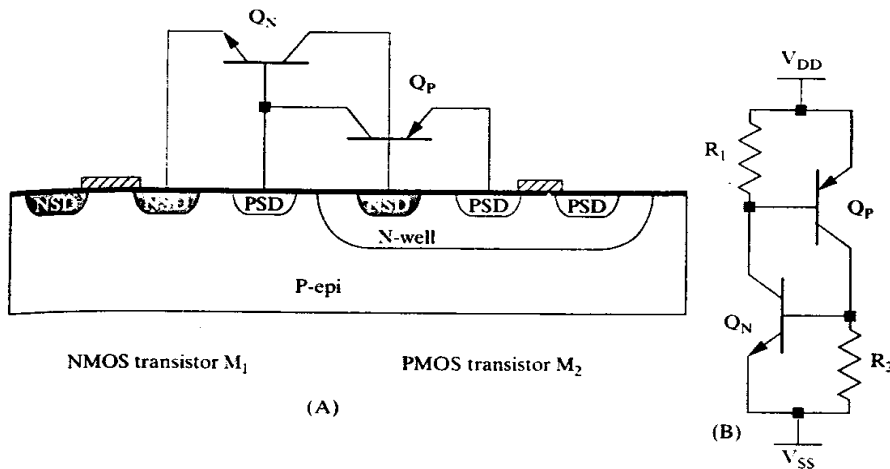 Q_N
Q_P
NSD NSD PSD NSD PSD PSD
N-well
P-epi
NMOS transistor M_1 PMOS transistor M_2
(A)
V_DD
R_1
Q_P
Q_N
R_2
(B)
V_SS